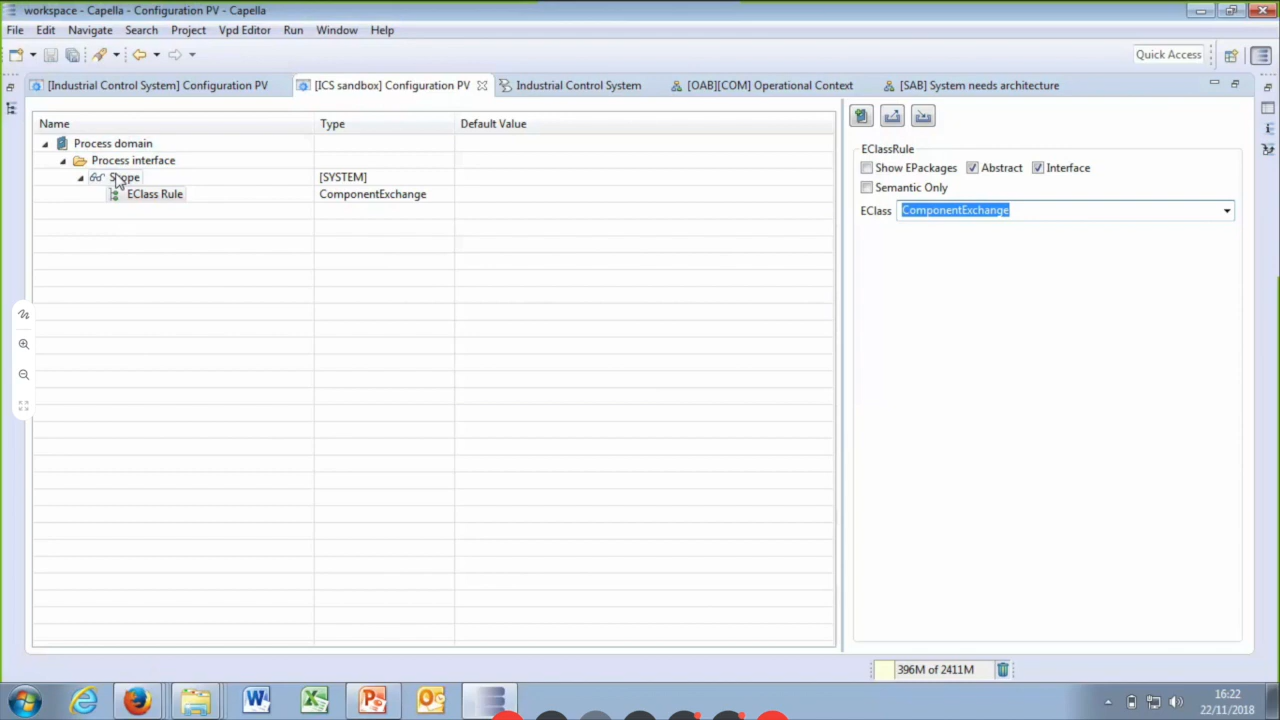 workspace - Capella - Configuration PV - Capella
File Edit Navigate Search Project Vpd Editor Run Window Help
Quick Access
[Industrial Control System] Configuration PV [ICS sandbox] Configuration PV Industrial Control System [OAB][COM] Operational Context [SAB] System needs architecture
Name Type Default Value
Process domain
Process interface
Scope [SYSTEM]
EClass Rule ComponentExchange
EClassRule
Show EPackages Abstract Interface
Semantic Only
EClass ComponentExchange
396M of 2411M
16:22
22/11/2018